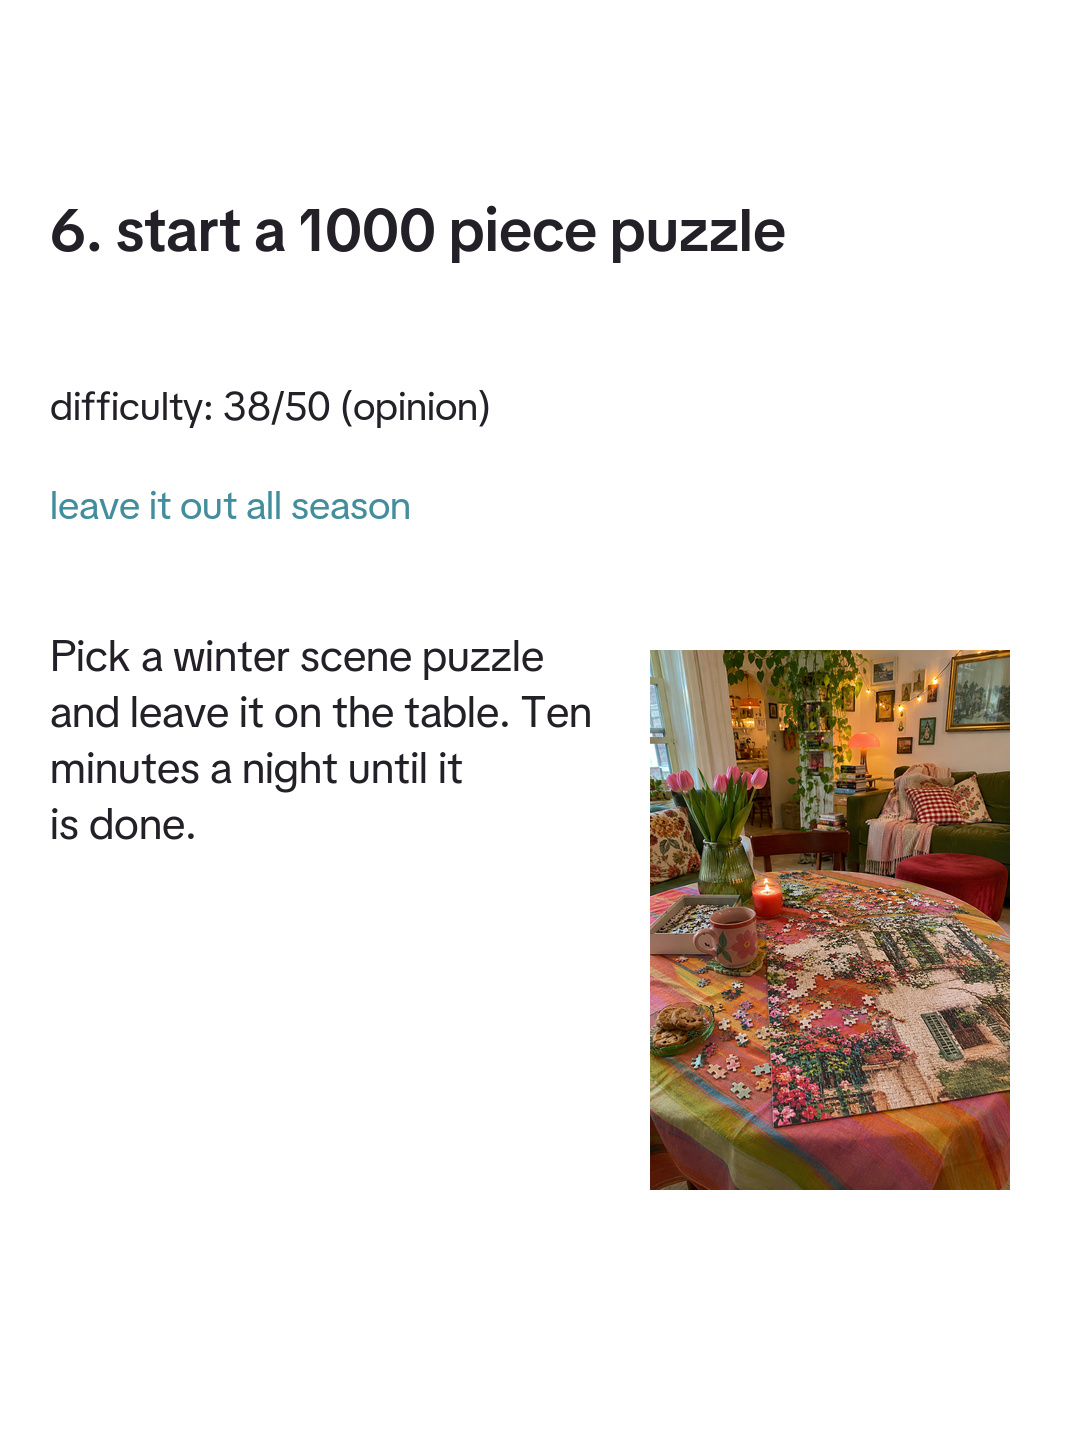 6. start a 1000 piece puzzle
difficulty: 38/50 (opinion)
leave it out all season
Pick a winter scene puzzle
and leave it on the table. Ten
minutes a night until it
is done.